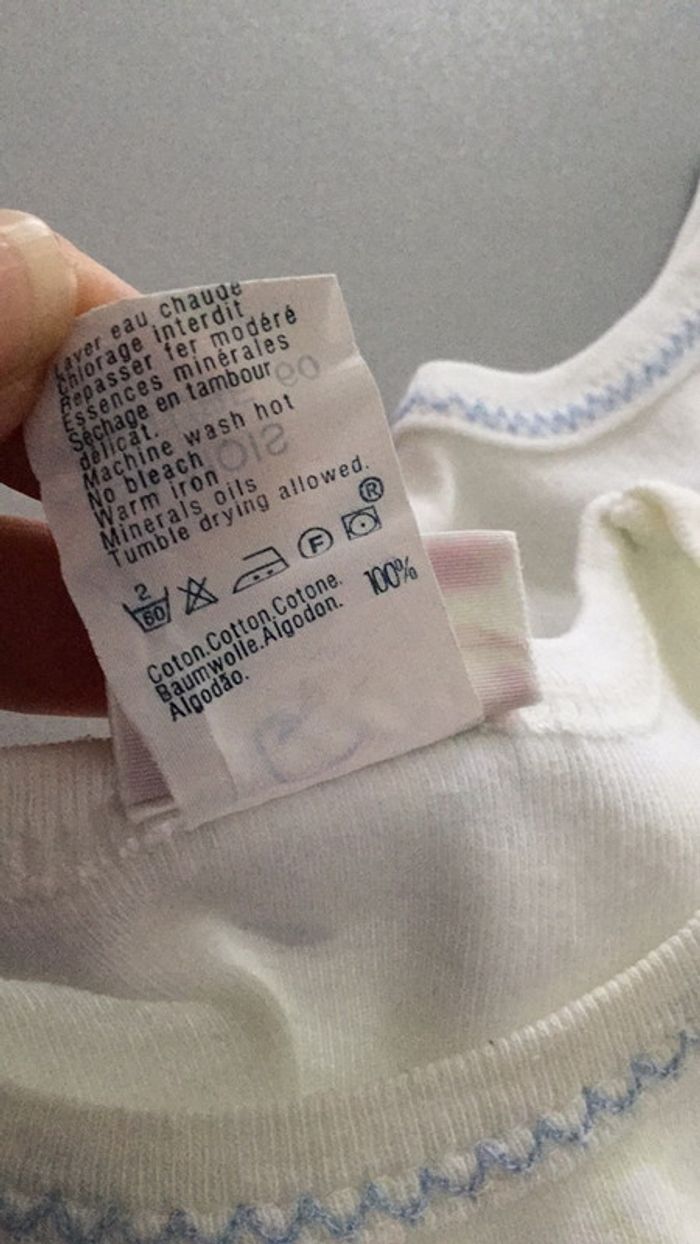 Laver eau chaude
Chlorage interdit
Repasser fer modéré
Essences minérales
Séchage en tambour
délicat.
Machine wash hot
No bleach
Warm iron
Minerals oils
Tumble drying allowed.
®
2
60
F
Coton.Cotton.Cotone. 100%
Baumwolle.Algodon.
Algodão.